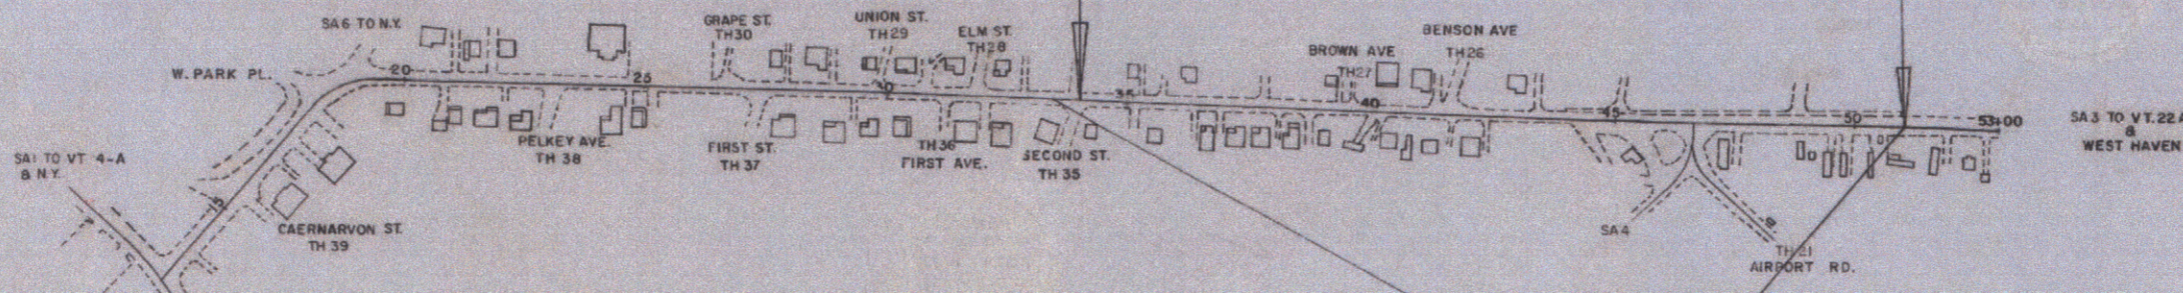 SA6 TO N.Y.
W. PARK PL.
20
25
GRAPE ST.
TH30
UNION ST.
TH29
30
ELM ST.
TH28
35
BROWN AVE
TH27
40
BENSON AVE
TH26
45
50
53+00
SA3 TO VT.22A
&
WEST HAVEN
SA1 TO VT 4-A
& N.Y.
15
CAERNARVON ST.
TH 39
PELKEY AVE.
TH 38
FIRST ST.
TH 37
TH36
FIRST AVE.
SECOND ST.
TH 35
SA4
TH 21
AIRPORT RD.